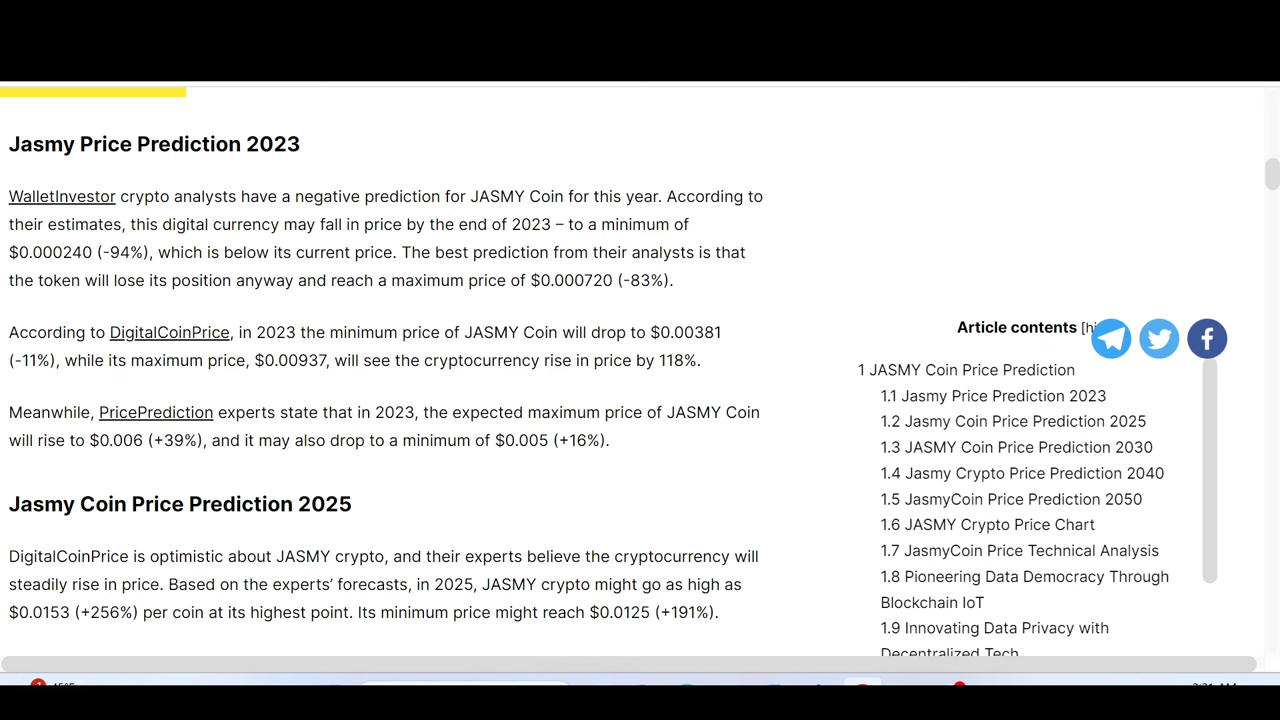 Jasmy Price Prediction 2023
WalletInvestor crypto analysts have a negative prediction for JASMY Coin for this year. According to
their estimates, this digital currency may fall in price by the end of 2023 – to a minimum of
$0.000240 (-94%), which is below its current price. The best prediction from their analysts is that
the token will lose its position anyway and reach a maximum price of $0.000720 (-83%).
According to DigitalCoinPrice, in 2023 the minimum price of JASMY Coin will drop to $0.00381
(-11%), while its maximum price, $0.00937, will see the cryptocurrency rise in price by 118%.
Meanwhile, PricePrediction experts state that in 2023, the expected maximum price of JASMY Coin
will rise to $0.006 (+39%), and it may also drop to a minimum of $0.005 (+16%).
Jasmy Coin Price Prediction 2025
DigitalCoinPrice is optimistic about JASMY crypto, and their experts believe the cryptocurrency will
steadily rise in price. Based on the experts’ forecasts, in 2025, JASMY crypto might go as high as
$0.0153 (+256%) per coin at its highest point. Its minimum price might reach $0.0125 (+191%).
Article contents
1 JASMY Coin Price Prediction
1.1 Jasmy Price Prediction 2023
1.2 Jasmy Coin Price Prediction 2025
1.3 JASMY Coin Price Prediction 2030
1.4 Jasmy Crypto Price Prediction 2040
1.5 JasmyCoin Price Prediction 2050
1.6 JASMY Crypto Price Chart
1.7 JasmyCoin Price Technical Analysis
1.8 Pioneering Data Democracy Through
Blockchain IoT
1.9 Innovating Data Privacy with
Decentralized Tech